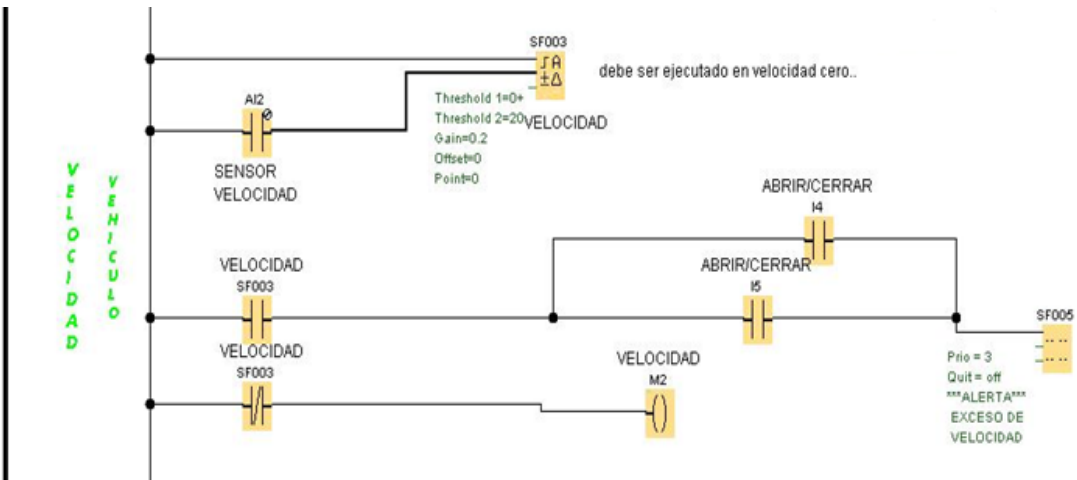 SF003
debe ser ejecutado en velocidad cero..
Threshold 1=0+
Threshold 2=20
Gain=0.2
Offset=0
Point=0
VELOCIDAD
AI2
SENSOR
VELOCIDAD
VELOCIDAD
VEHICULO
ABRIR/CERRAR
I4
VELOCIDAD
SF003
ABRIR/CERRAR
I5
SF005
Prio = 3
Quit = off
***ALERTA***
EXCESO DE
VELOCIDAD
VELOCIDAD
SF003
VELOCIDAD
M2